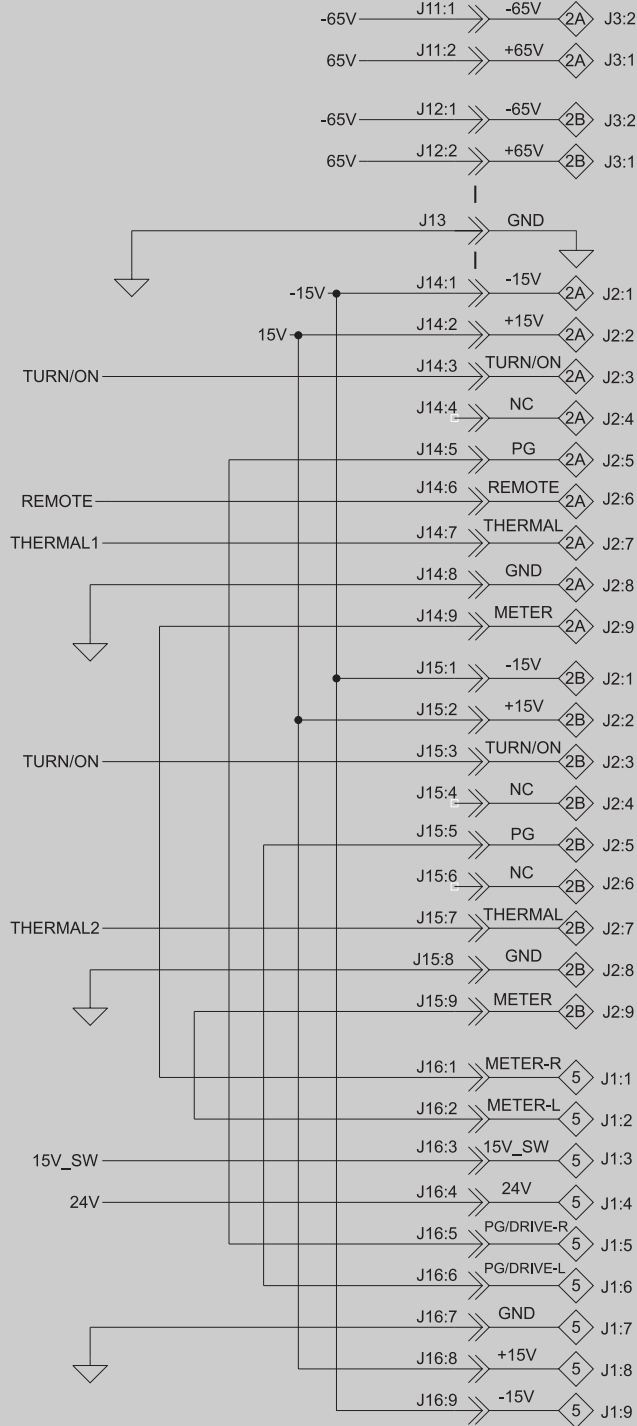 -65V J11:1 -65V 2A J3:2
65V J11:2 +65V 2A J3:1
-65V J12:1 -65V 2B J3:2
65V J12:2 +65V 2B J3:1
J13 GND
-15V J14:1 -15V 2A J2:1
15V J14:2 +15V 2A J2:2
TURN/ON J14:3 TURN/ON 2A J2:3
J14:4 NC 2A J2:4
J14:5 PG 2A J2:5
REMOTE J14:6 REMOTE 2A J2:6
THERMAL1 J14:7 THERMAL 2A J2:7
J14:8 GND 2A J2:8
J14:9 METER 2A J2:9
J15:1 -15V 2B J2:1
J15:2 +15V 2B J2:2
TURN/ON J15:3 TURN/ON 2B J2:3
J15:4 NC 2B J2:4
J15:5 PG 2B J2:5
J15:6 NC 2B J2:6
THERMAL2 J15:7 THERMAL 2B J2:7
J15:8 GND 2B J2:8
J15:9 METER 2B J2:9
J16:1 METER-R 5 J1:1
J16:2 METER-L 5 J1:2
15V_SW J16:3 15V_SW 5 J1:3
24V J16:4 24V 5 J1:4
J16:5 PG/DRIVE-R 5 J1:5
J16:6 PG/DRIVE-L 5 J1:6
J16:7 GND 5 J1:7
J16:8 +15V 5 J1:8
J16:9 -15V 5 J1:9